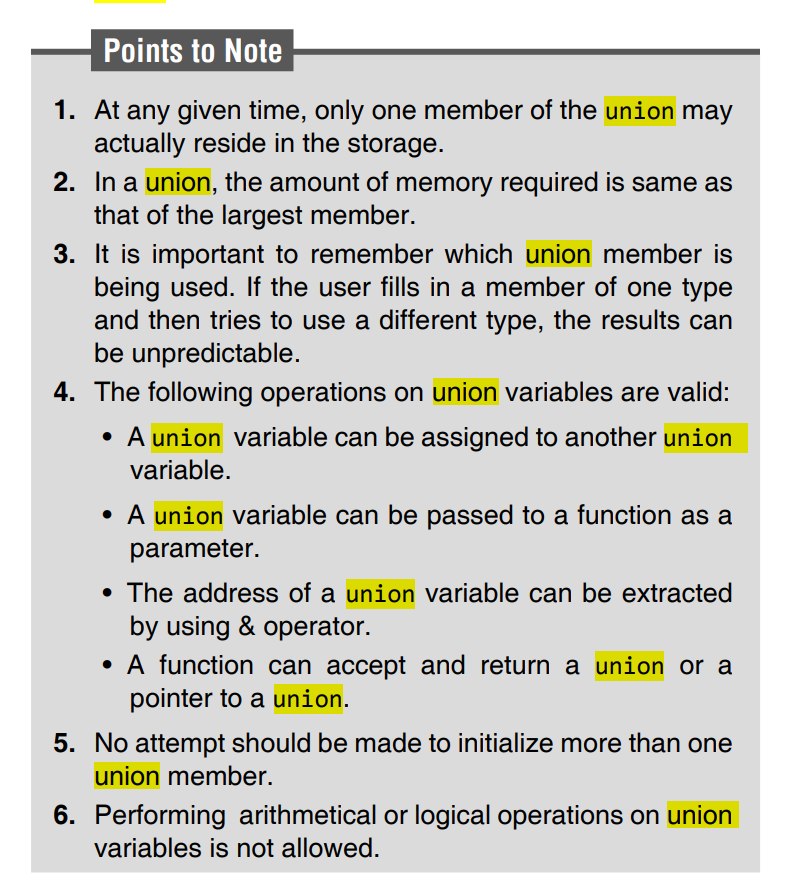 Points to Note
1. At any given time, only one member of the union may
actually reside in the storage.
2. In a union, the amount of memory required is same as
that of the largest member.
3. It is important to remember which union member is
being used. If the user fills in a member of one type
and then tries to use a different type, the results can
be unpredictable.
4. The following operations on union variables are valid:
• A union variable can be assigned to another union
variable.
• A union variable can be passed to a function as a
parameter.
• The address of a union variable can be extracted
by using & operator.
• A function can accept and return a union or a
pointer to a union.
5. No attempt should be made to initialize more than one
union member.
6. Performing arithmetical or logical operations on union
variables is not allowed.